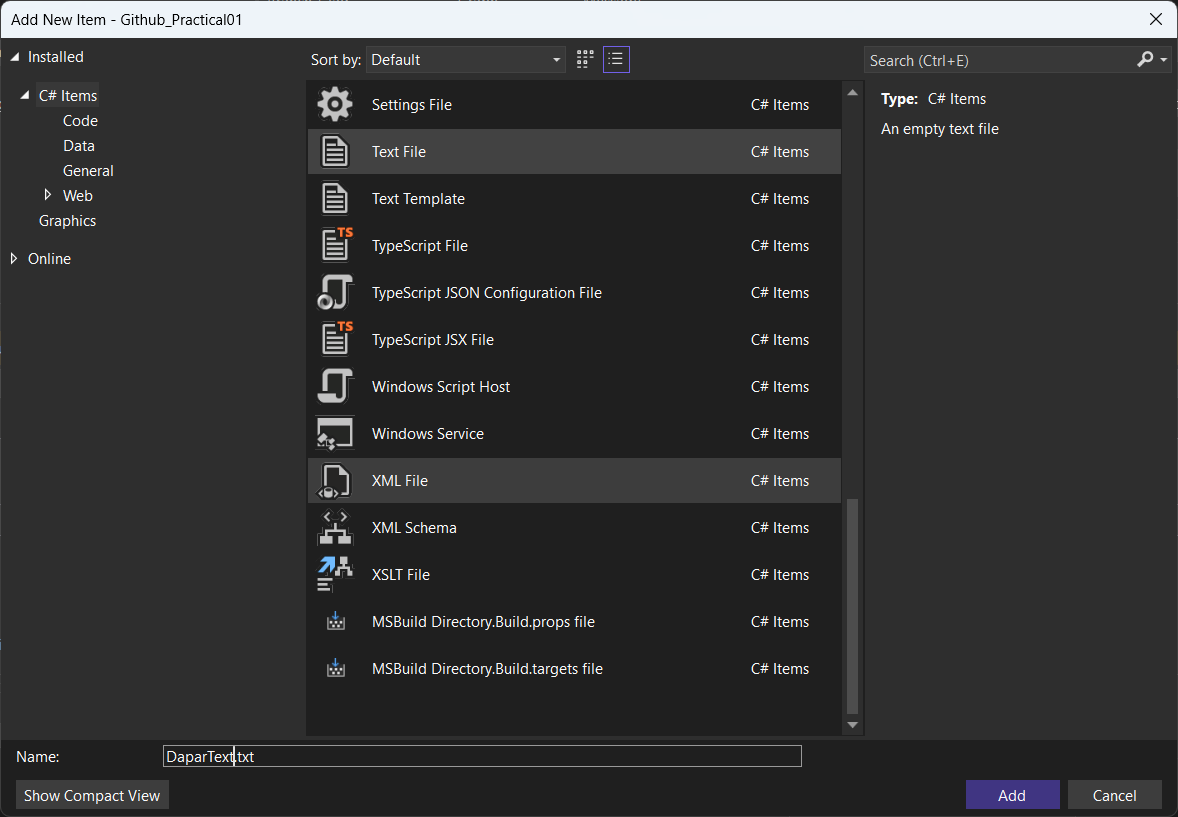 Add New Item - Github_Practical01
Installed
C# Items
Code
Data
General
Web
Graphics
Online
Sort by: Default
Search (Ctrl+E)
Settings File C# Items
Text File C# Items
Text Template C# Items
TS
TypeScript File C# Items
TypeScript JSON Configuration File C# Items
TS
TypeScript JSX File C# Items
Windows Script Host C# Items
Windows Service C# Items
XML File C# Items
XML Schema C# Items
XSLT File C# Items
MSBuild Directory.Build.props file C# Items
MSBuild Directory.Build.targets file C# Items
Type: C# Items
An empty text file
Name: DaparText.txt
Show Compact View
Add Cancel